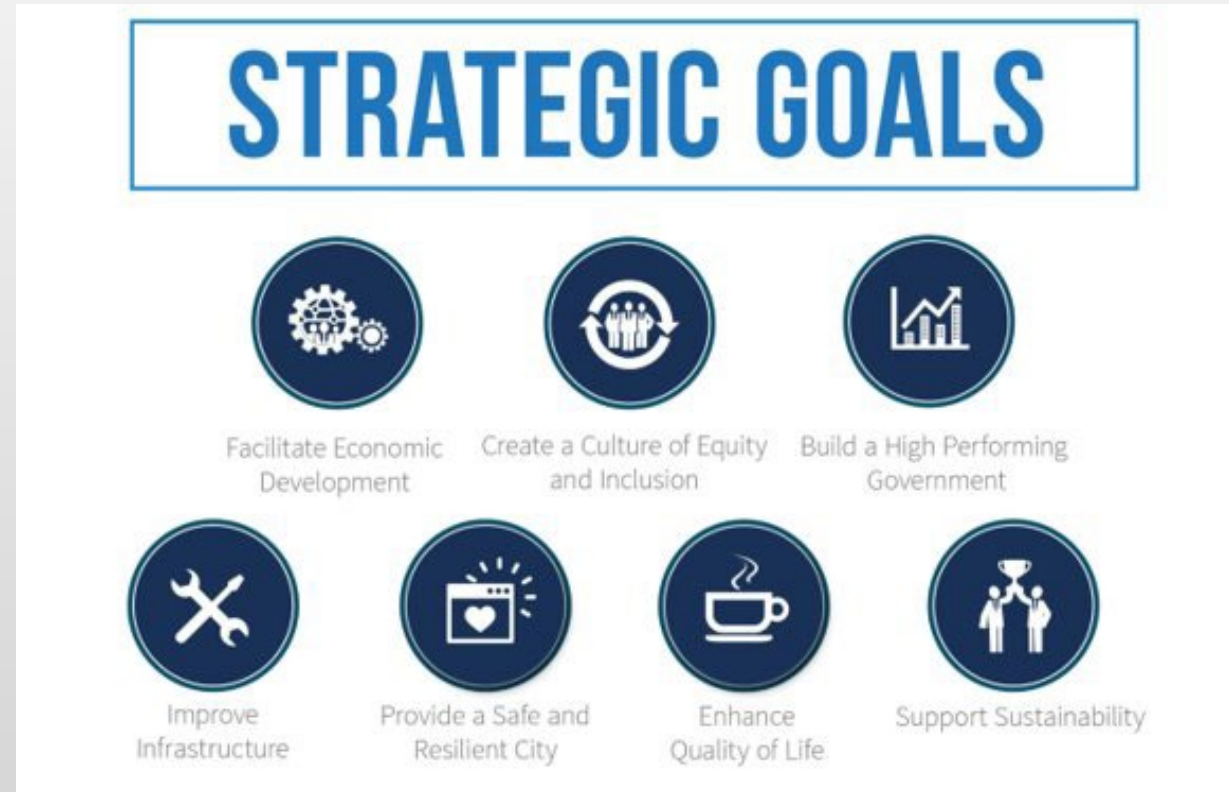 STRATEGIC GOALS
Facilitate Economic
Development
Create a Culture of Equity
and Inclusion
Build a High Performing
Government
Improve
Infrastructure
Provide a Safe and
Resilient City
Enhance
Quality of Life
Support Sustainability